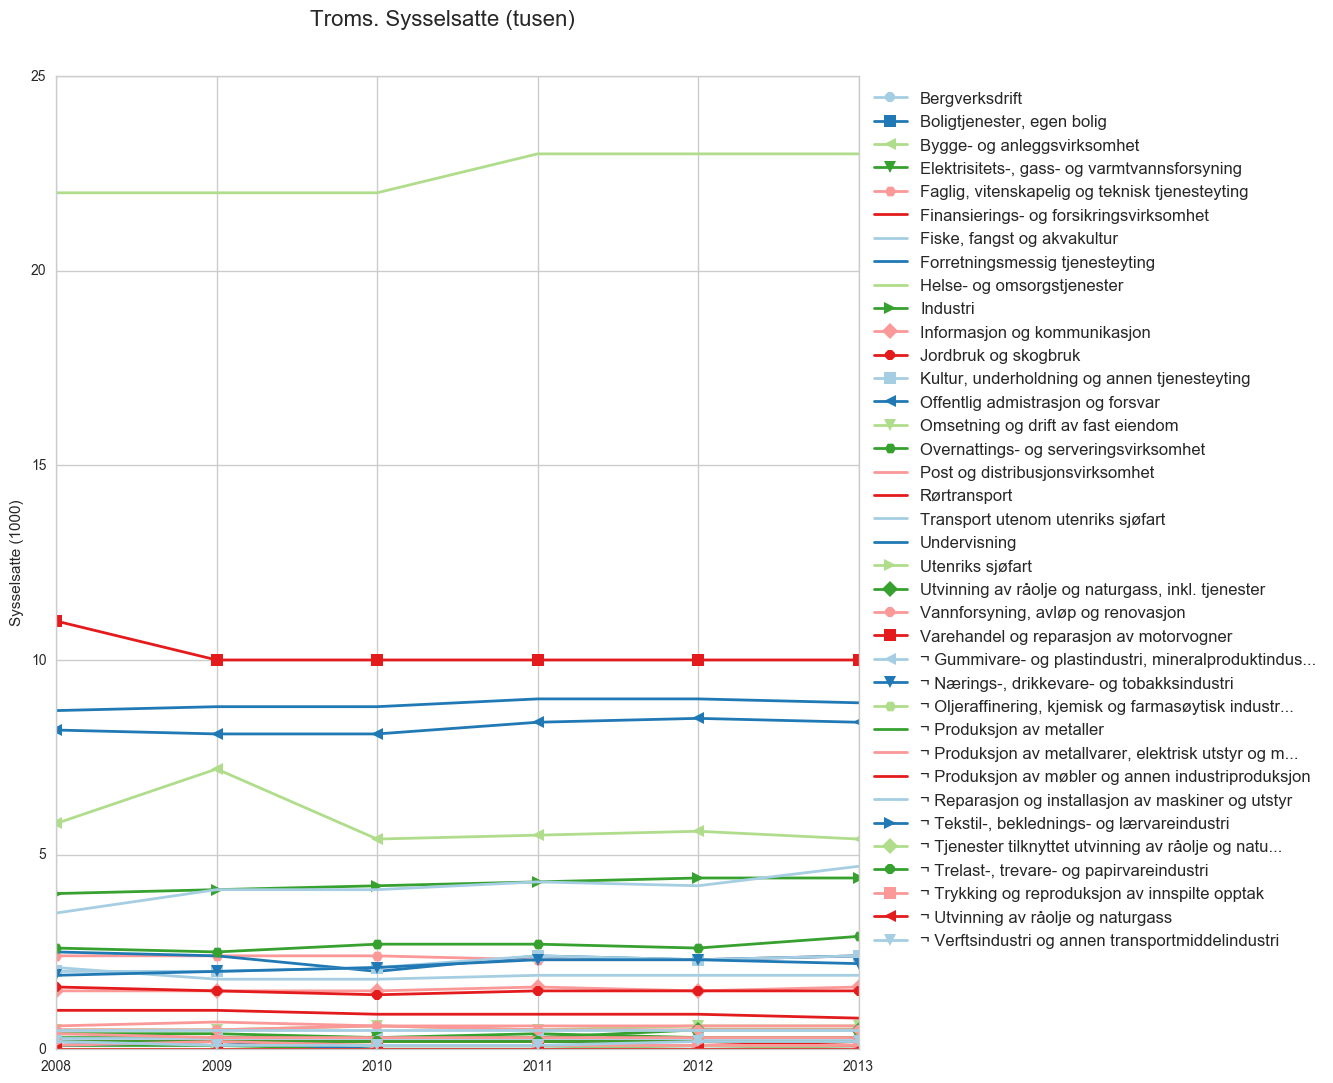 Troms. Sysselsatte (tusen)
25
20
15
10
5
0
Sysselsatte (1000)
2008
2009
2010
2011
2012
2013
Bergverksdrift
Boligtjenester, egen bolig
Bygge- og anleggsvirksomhet
Elektrisitets-, gass- og varmtvannsforsyning
Faglig, vitenskapelig og teknisk tjenesteyting
Finansierings- og forsikringsvirksomhet
Fiske, fangst og akvakultur
Forretningsmessig tjenesteyting
Helse- og omsorgstjenester
Industri
Informasjon og kommunikasjon
Jordbruk og skogbruk
Kultur, underholdning og annen tjenesteyting
Offentlig admistrasjon og forsvar
Omsetning og drift av fast eiendom
Overnattings- og serveringsvirksomhet
Post og distribusjonsvirksomhet
Rørtransport
Transport utenom utenriks sjøfart
Undervisning
Utenriks sjøfart
Utvinning av råolje og naturgass, inkl. tjenester
Vannforsyning, avløp og renovasjon
Varehandel og reparasjon av motorvogner
¬ Gummivare- og plastindustri, mineralproduktindus...
¬ Nærings-, drikkevare- og tobakksindustri
¬ Oljeraffinering, kjemisk og farmasøytisk industr...
¬ Produksjon av metaller
¬ Produksjon av metallvarer, elektrisk utstyr og m...
¬ Produksjon av møbler og annen industriproduksjon
¬ Reparasjon og installasjon av maskiner og utstyr
¬ Tekstil-, beklednings- og lærvareindustri
¬ Tjenester tilknyttet utvinning av råolje og natu...
¬ Trelast-, trevare- og papirvareindustri
¬ Trykking og reproduksjon av innspilte opptak
¬ Utvinning av råolje og naturgass
¬ Verftsindustri og annen transportmiddelindustri